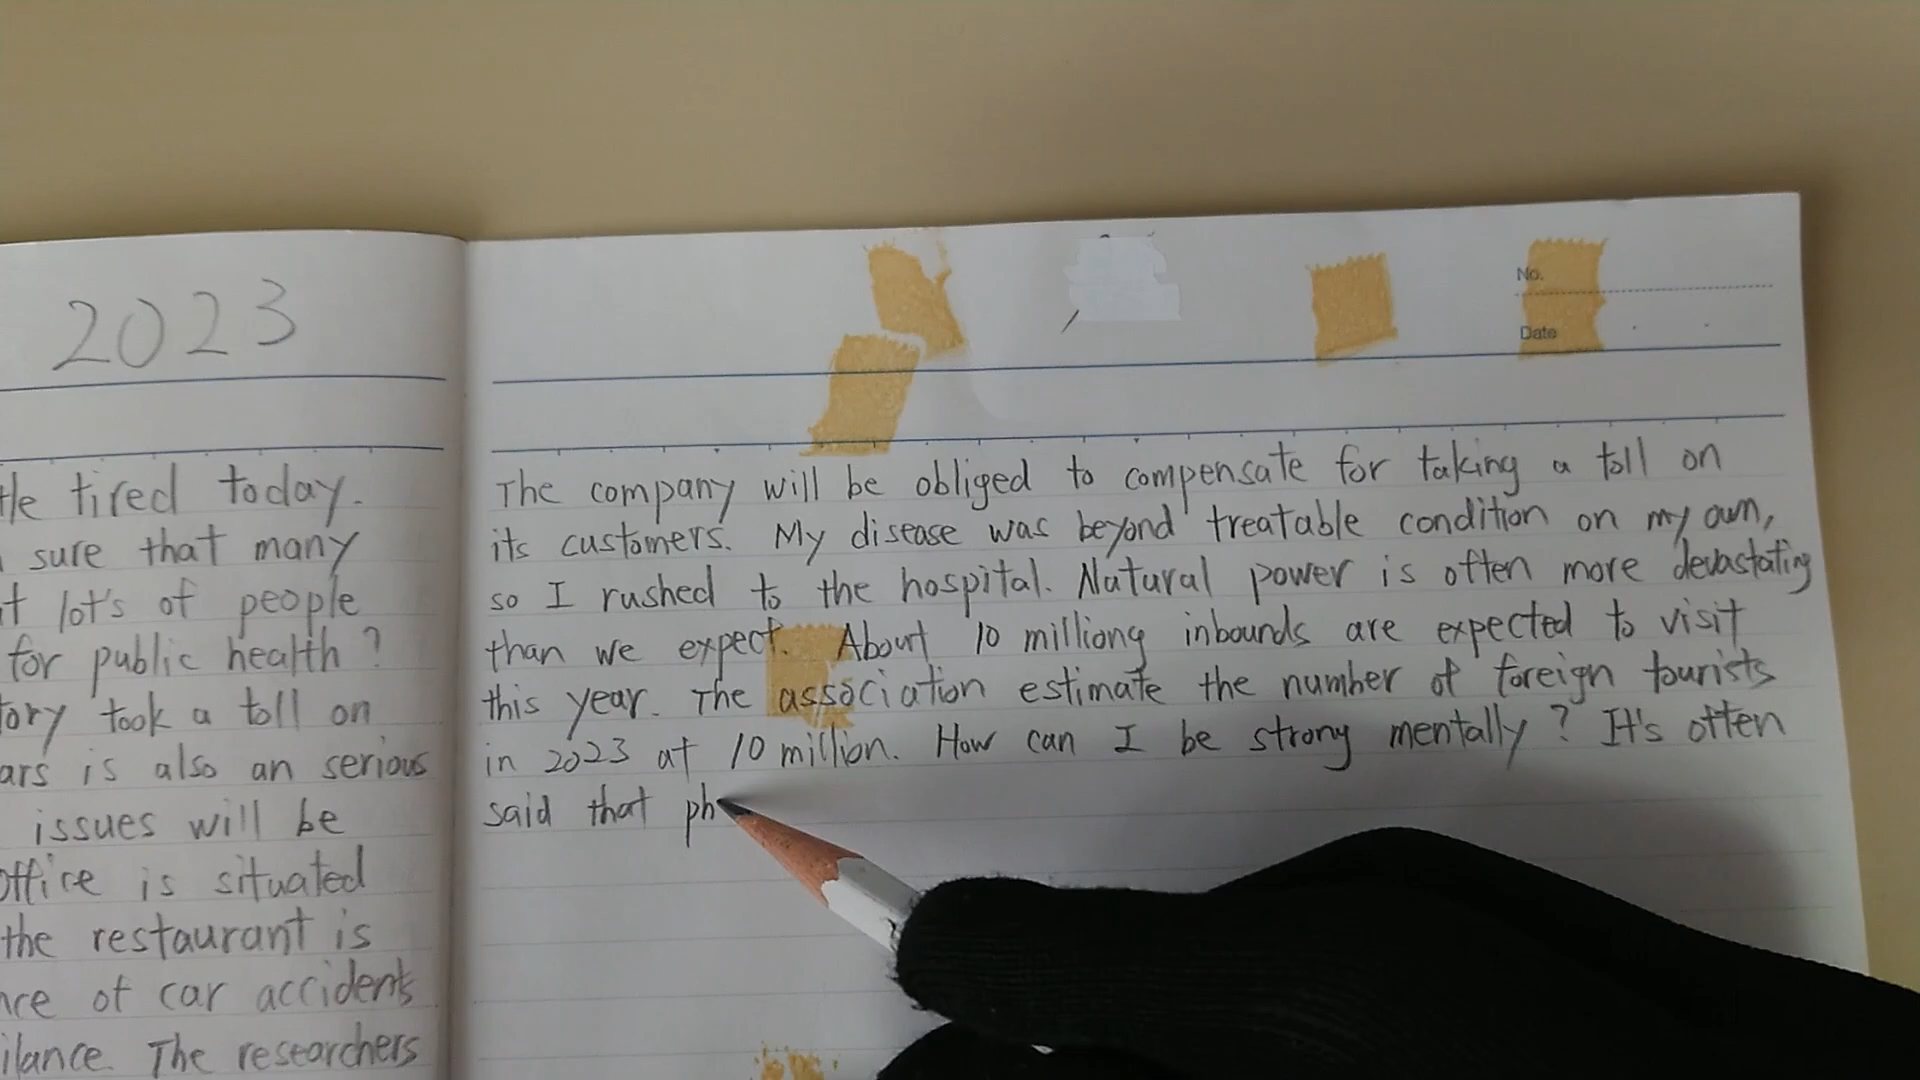 2023
tired today.
sure that many
lot's of people
for public health?
took a toll on
is also an serious
issues will be
office is situated
the restaurant is
of car accidents
The researchers
No.
Date
The company will be obliged to compensate for taking a toll on
its customers. My disease was beyond treatable condition on my own,
so I rushed to the hospital. Natural power is often more devastating
than we expect. About 10 milliong inbounds are expected to visit
this year. The association estimate the number of foreign tourists
in 2023 at 10 million. How can I be strong mentally? It's often
said that ph